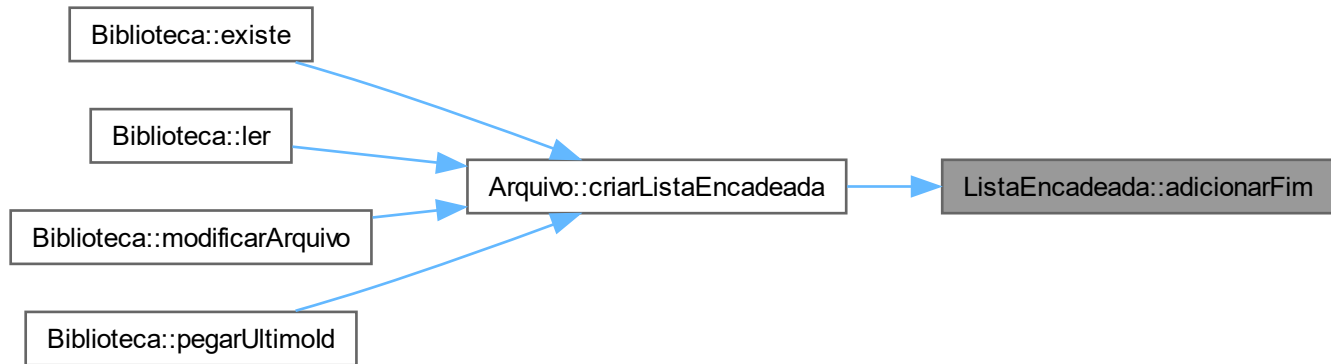 Biblioteca::existe
Biblioteca::ler
Biblioteca::modificarArquivo
Biblioteca::pegarUltimoId
Arquivo::criarListaEncadeada
ListaEncadeada::adicionarFim